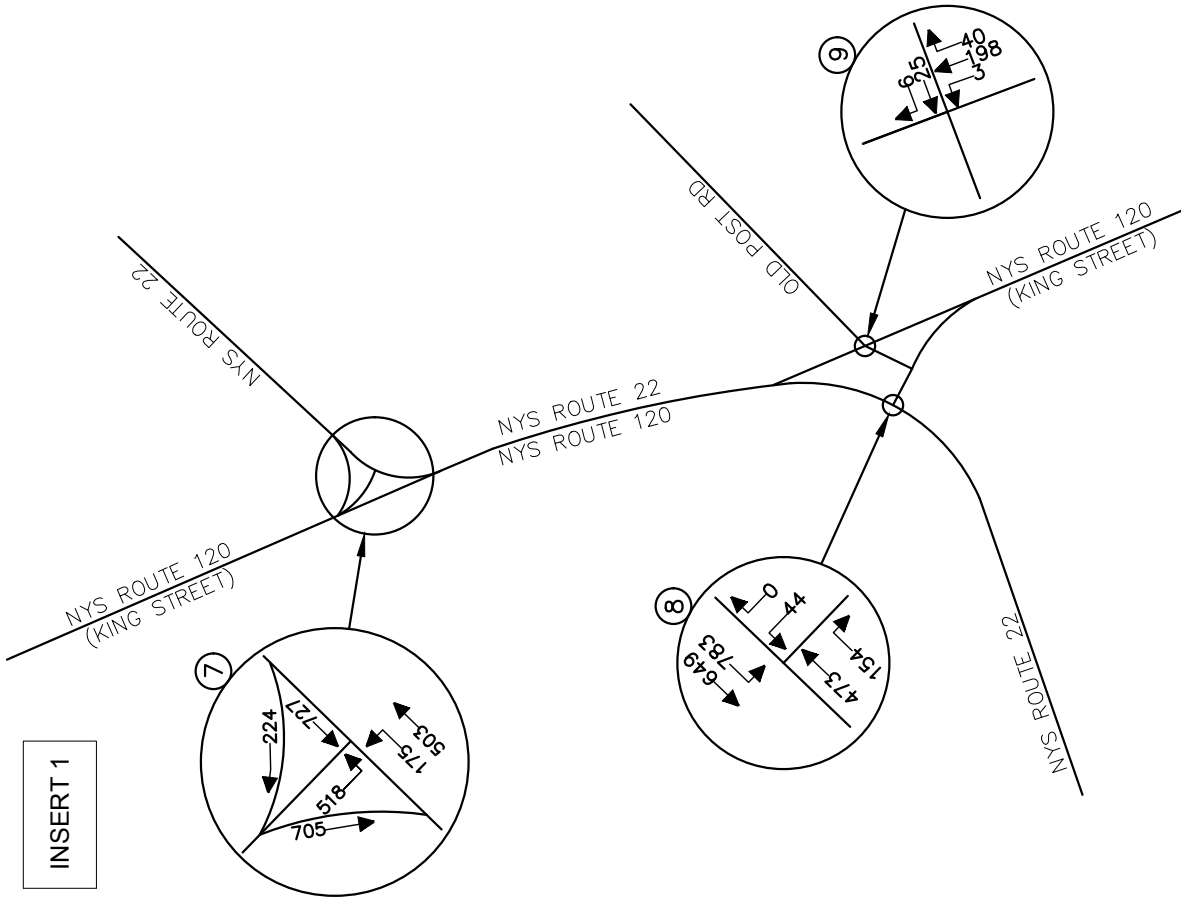 INSERT 1
NYS ROUTE 120
(KING STREET)
NYS ROUTE 22
7
224
727
518
705
175
503
NYS ROUTE 22
NYS ROUTE 120
OLD POST RD
9
6
25
40
198
3
NYS ROUTE 120
(KING STREET)
8
649
783
0
44
473
154
NYS ROUTE 22